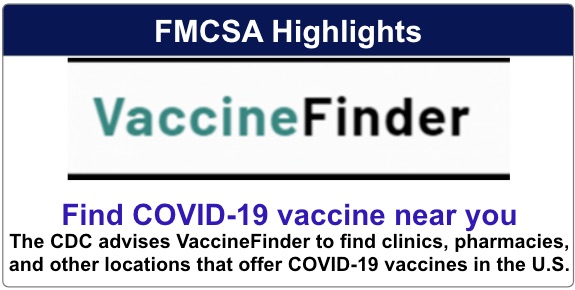 FMCSA Highlights
VaccineFinder
Find COVID-19 vaccine near you
The CDC advises VaccineFinder to find clinics, pharmacies,
and other locations that offer COVID-19 vaccines in the U.S.